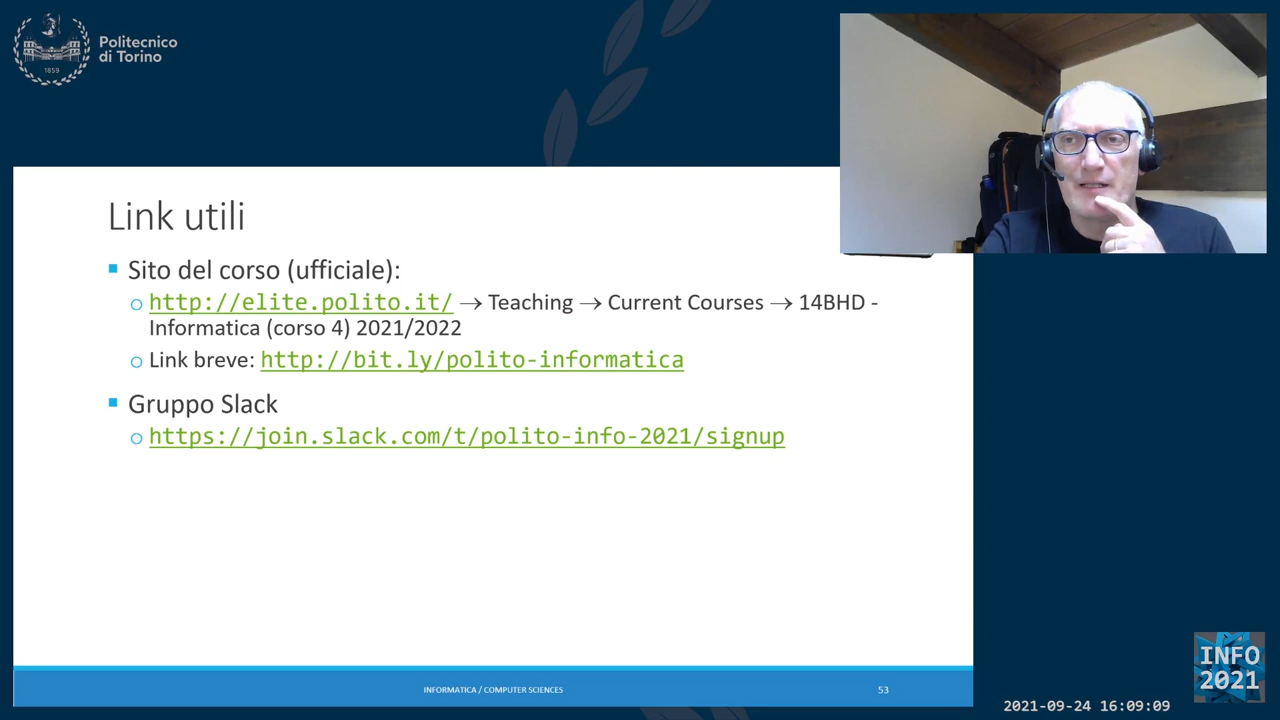 Politecnico
di Torino
1859
Link utili
Sito del corso (ufficiale):
http://elite.polito.it/ → Teaching → Current Courses → 14BHD -
Informatica (corso 4) 2021/2022
Link breve: http://bit.ly/polito-informatica
Gruppo Slack
https://join.slack.com/t/polito-info-2021/signup
INFORMATICA / COMPUTER SCIENCES
53
INFO
2021
2021-09-24 16:09:09